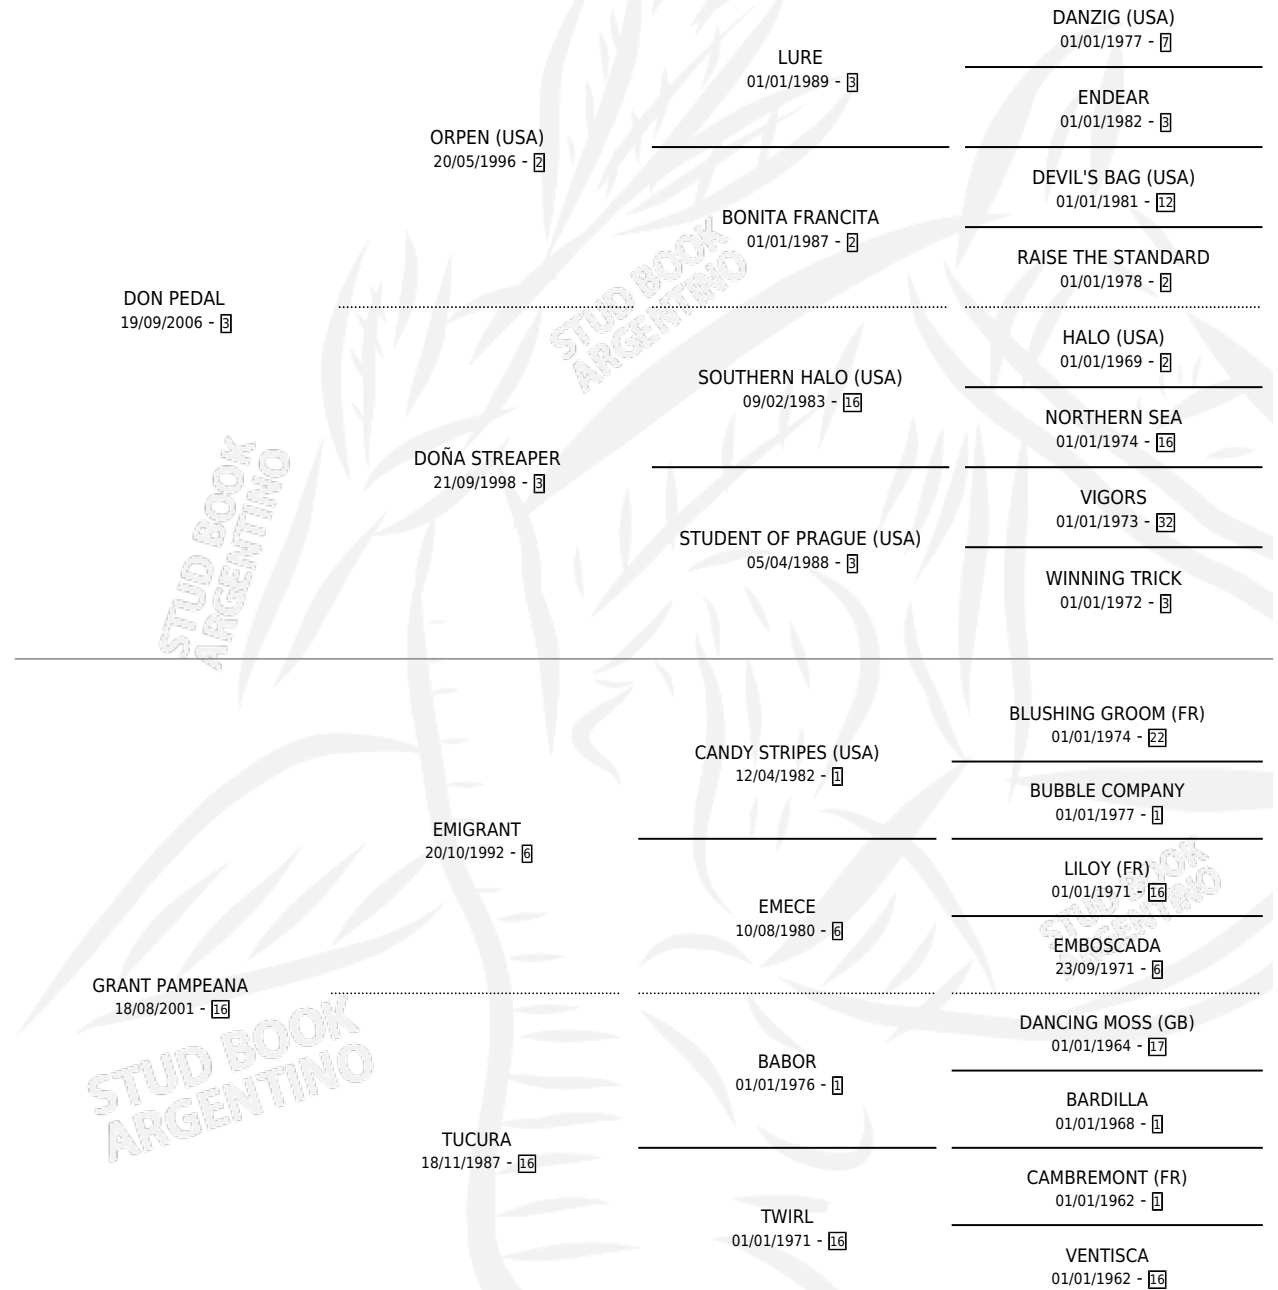 DANZIG (USA)
01/01/1977 - 7
LURE
01/01/1989 - 3
ENDEAR
01/01/1982 - 3
ORPEN (USA)
20/05/1996 - 2
DEVIL'S BAG (USA)
01/01/1981 - 12
BONITA FRANCITA
01/01/1987 - 2
RAISE THE STANDARD
01/01/1978 - 2
DON PEDAL
19/09/2006 - 3
HALO (USA)
01/01/1969 - 2
SOUTHERN HALO (USA)
09/02/1983 - 16
NORTHERN SEA
01/01/1974 - 16
DOÑA STREAPER
21/09/1998 - 3
VIGORS
01/01/1973 - 32
STUDENT OF PRAGUE (USA)
05/04/1988 - 3
WINNING TRICK
01/01/1972 - 3
STUD BOOK
ARGENTINO
STUD BOOK
ARGENTINO
BLUSHING GROOM (FR)
01/01/1974 - 22
CANDY STRIPES (USA)
12/04/1982 - 1
BUBBLE COMPANY
01/01/1977 - 1
EMIGRANT
20/10/1992 - 6
LILOY (FR)
01/01/1971 - 16
EMECE
10/08/1980 - 6
EMBOSCADA
23/09/1971 - 6
GRANT PAMPEANA
18/08/2001 - 16
DANCING MOSS (GB)
01/01/1964 - 17
BABOR
01/01/1976 - 1
BARDILLA
01/01/1968 - 1
TUCURA
18/11/1987 - 16
CAMBREMONT (FR)
01/01/1962 - 1
TWIRL
01/01/1971 - 16
VENTISCA
01/01/1962 - 16
STUD BOOK
ARGENTINO
STUD BOOK
ARGENTINO